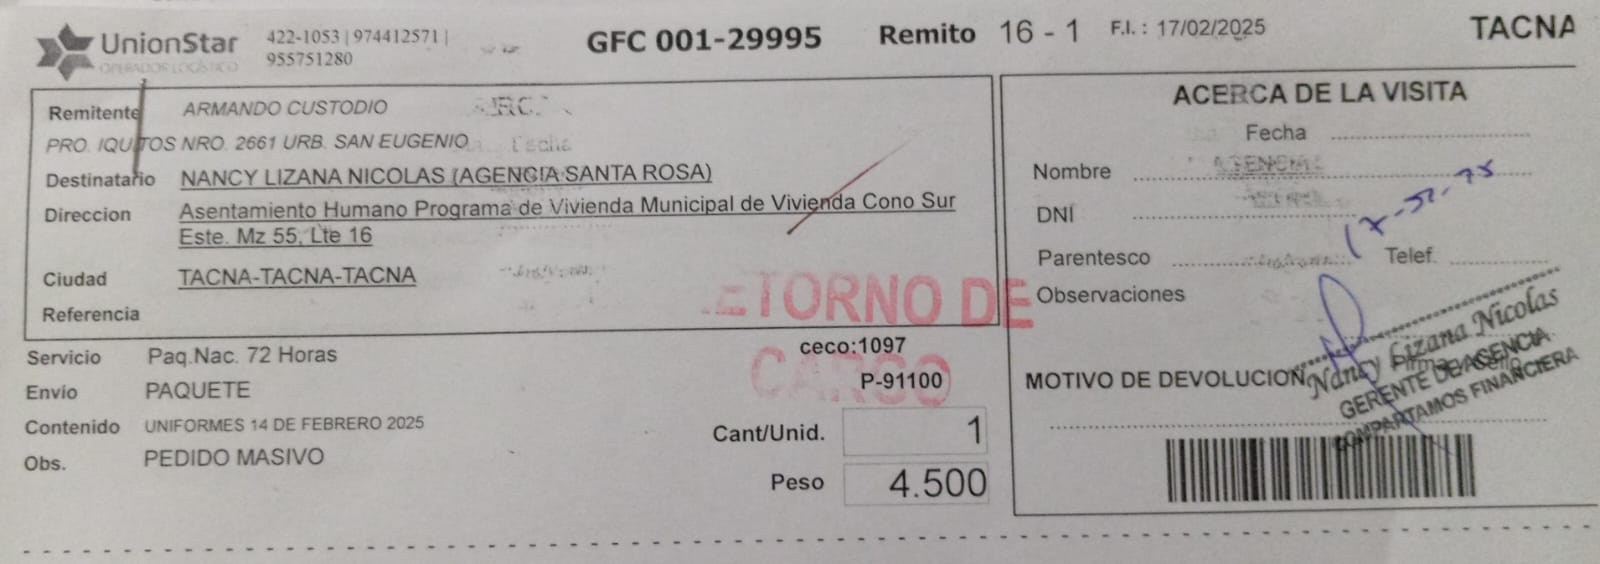 UnionStar
OPERADOR LOGÍSTICO
422-1053 | 974412571 |
955751280
GFC 001-29995
Remito 16 - 1
F.I. : 17/02/2025
TACNA
Remitente ARMANDO CUSTODIO
PRO. IQUITOS NRO. 2661 URB. SAN EUGENIO
Destinatario NANCY LIZANA NICOLAS (AGENCIA SANTA ROSA)
Direccion Asentamiento Humano Programa de Vivienda Municipal de Vivienda Cono Sur
Este. Mz 55, Lte 16
Ciudad TACNA-TACNA-TACNA
Referencia
ETORNO DE
CARGO
Servicio Paq.Nac. 72 Horas
Envio PAQUETE
Contenido UNIFORMES 14 DE FEBRERO 2025
Obs. PEDIDO MASIVO
ceco:1097
P-91100
Cant/Unid. 1
Peso 4.500
ACERCA DE LA VISITA
Fecha
Nombre
DNI
Parentesco
Telef.
Observaciones
MOTIVO DE DEVOLUCION
Nancy Lizana Nicolas
GERENTE DE AGENCIA
COMPARTAMOS FINANCIERA